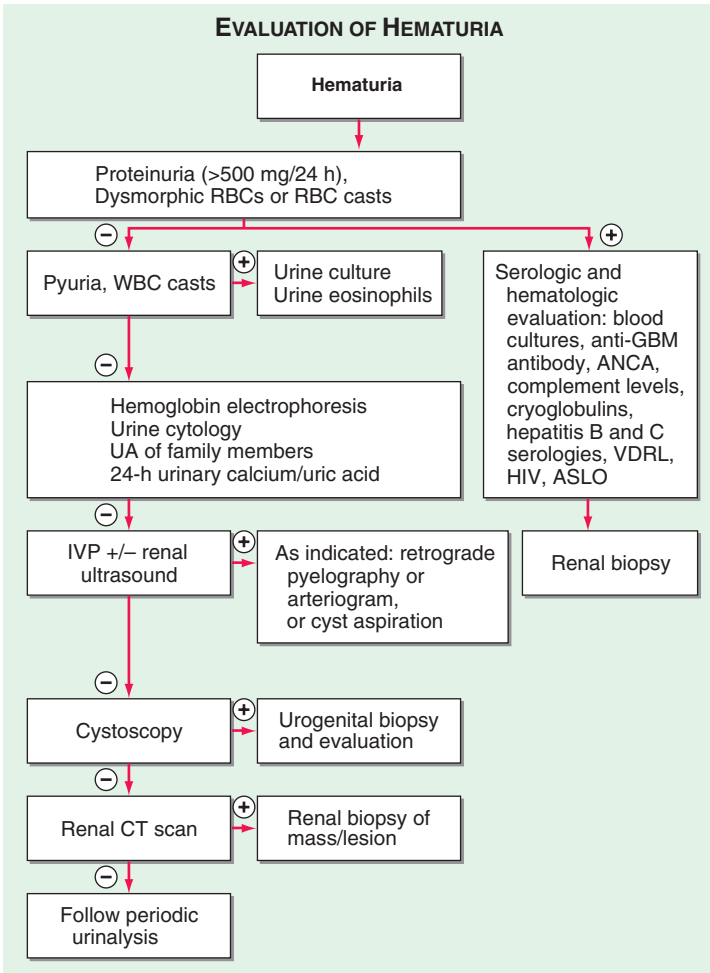 EVALUATION OF HEMATURIA
Hematuria
Proteinuria (>500 mg/24 h),
Dysmorphic RBCs or RBC casts
−
+
Pyuria, WBC casts
+
Urine culture
Urine eosinophils
Serologic and
hematologic
evaluation: blood
cultures, anti-GBM
antibody, ANCA,
complement levels,
cryoglobulins,
hepatitis B and C
serologies, VDRL,
HIV, ASLO
−
Hemoglobin electrophoresis
Urine cytology
UA of family members
24-h urinary calcium/uric acid
−
IVP +/− renal
ultrasound
+
As indicated: retrograde
pyelography or
arteriogram,
or cyst aspiration
Renal biopsy
−
Cystoscopy
+
Urogenital biopsy
and evaluation
−
Renal CT scan
+
Renal biopsy of
mass/lesion
−
Follow periodic
urinalysis